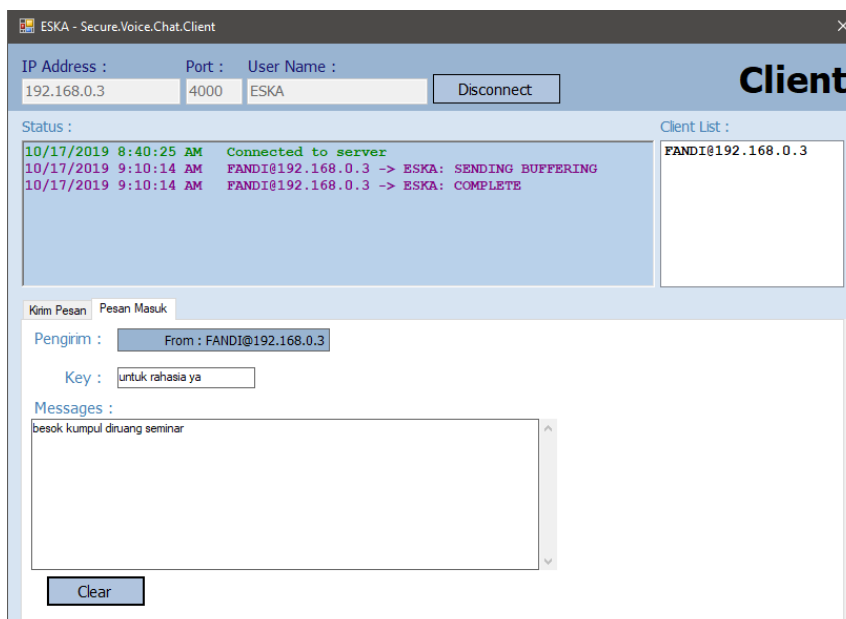 ESKA - Secure.Voice.Chat.Client
IP Address : Port : User Name :
192.168.0.3 4000 ESKA Disconnect Client
Status : Client List :
10/17/2019 8:40:25 AM Connected to server
10/17/2019 9:10:14 AM FANDI@192.168.0.3 -> ESKA: SENDING BUFFERING
10/17/2019 9:10:14 AM FANDI@192.168.0.3 -> ESKA: COMPLETE
FANDI@192.168.0.3
Kirim Pesan Pesan Masuk
Pengirim : From : FANDI@192.168.0.3
Key : untuk rahasia ya
Messages :
besok kumpul diruang seminar
Clear